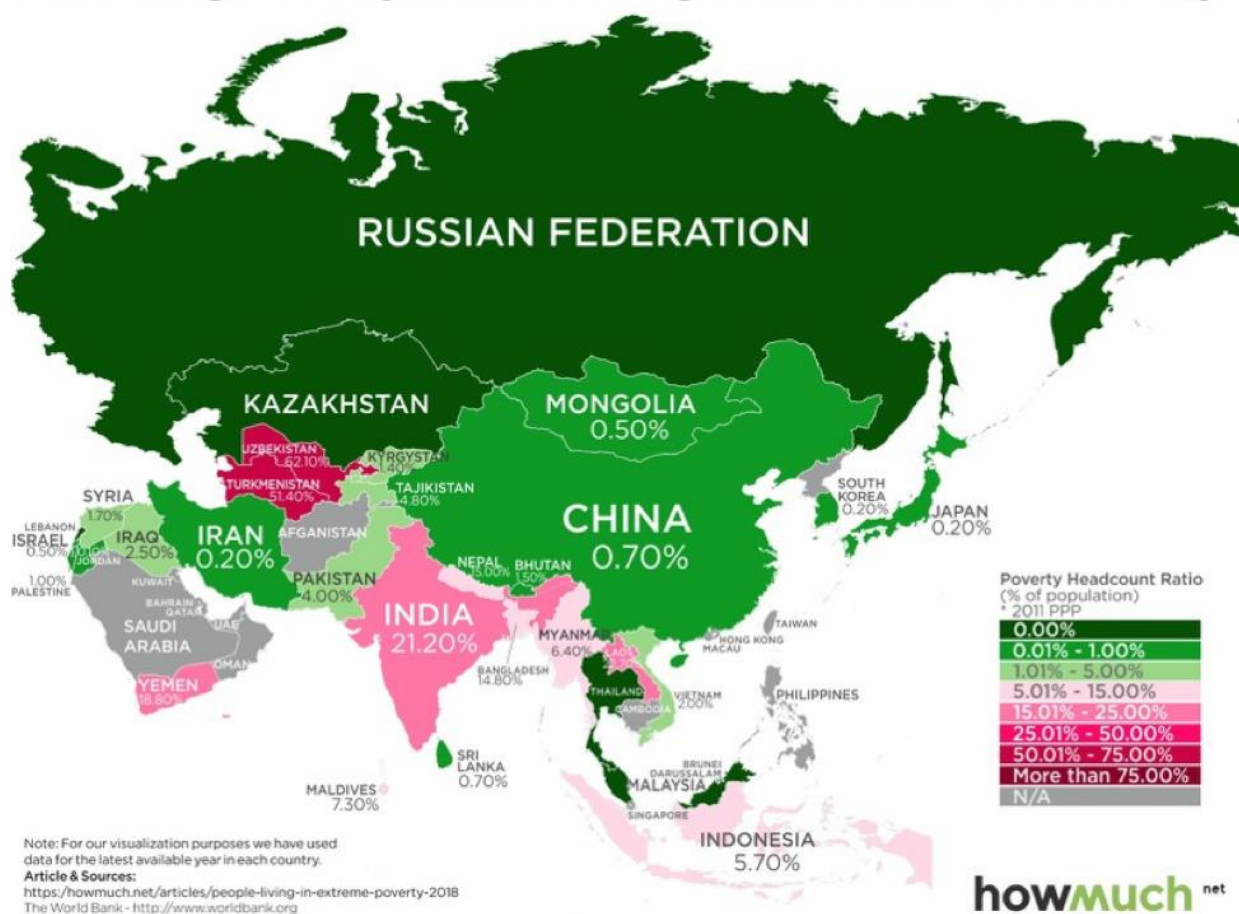 RUSSIAN FEDERATION
KAZAKHSTAN
MONGOLIA
0.50%
UZBEKISTAN
62.10%
KYRGYSTAN
1.40%
TURKMENISTAN
51.40%
TAJIKISTAN
4.80%
SYRIA
1.70%
LEBANON
ISRAEL
0.50%
IRAQ
2.50%
JORDAN
IRAN
0.20%
AFGANISTAN
CHINA
0.70%
SOUTH
KOREA
0.20%
JAPAN
0.20%
1.00%
PALESTINE
KUWAIT
BAHRAIN
QATAR
UAE
SAUDI
ARABIA
OMAN
YEMEN
18.80%
PAKISTAN
4.00%
NEPAL
15.00%
BHUTAN
1.50%
INDIA
21.20%
BANGLADESH
14.80%
MYANMAR
6.40%
LAOS
THAILAND
CAMBODIA
VIETNAM
2.00%
HONG KONG
MACAU
TAIWAN
PHILIPPINES
SRI
LANKA
0.70%
MALDIVES
7.30%
BRUNEI
DARUSSALAM
MALAYSIA
SINGAPORE
INDONESIA
5.70%
Poverty Headcount Ratio
(% of population)
* 2011 PPP
0.00%
0.01% - 1.00%
1.01% - 5.00%
5.01% - 15.00%
15.01% - 25.00%
25.01% - 50.00%
50.01% - 75.00%
More than 75.00%
N/A
Note: For our visualization purposes we have used
data for the latest available year in each country.
Article & Sources:
https:/howmuch.net/articles/people-living-in-extreme-poverty-2018
The World Bank - http://www.worldbank.org
howmuch net